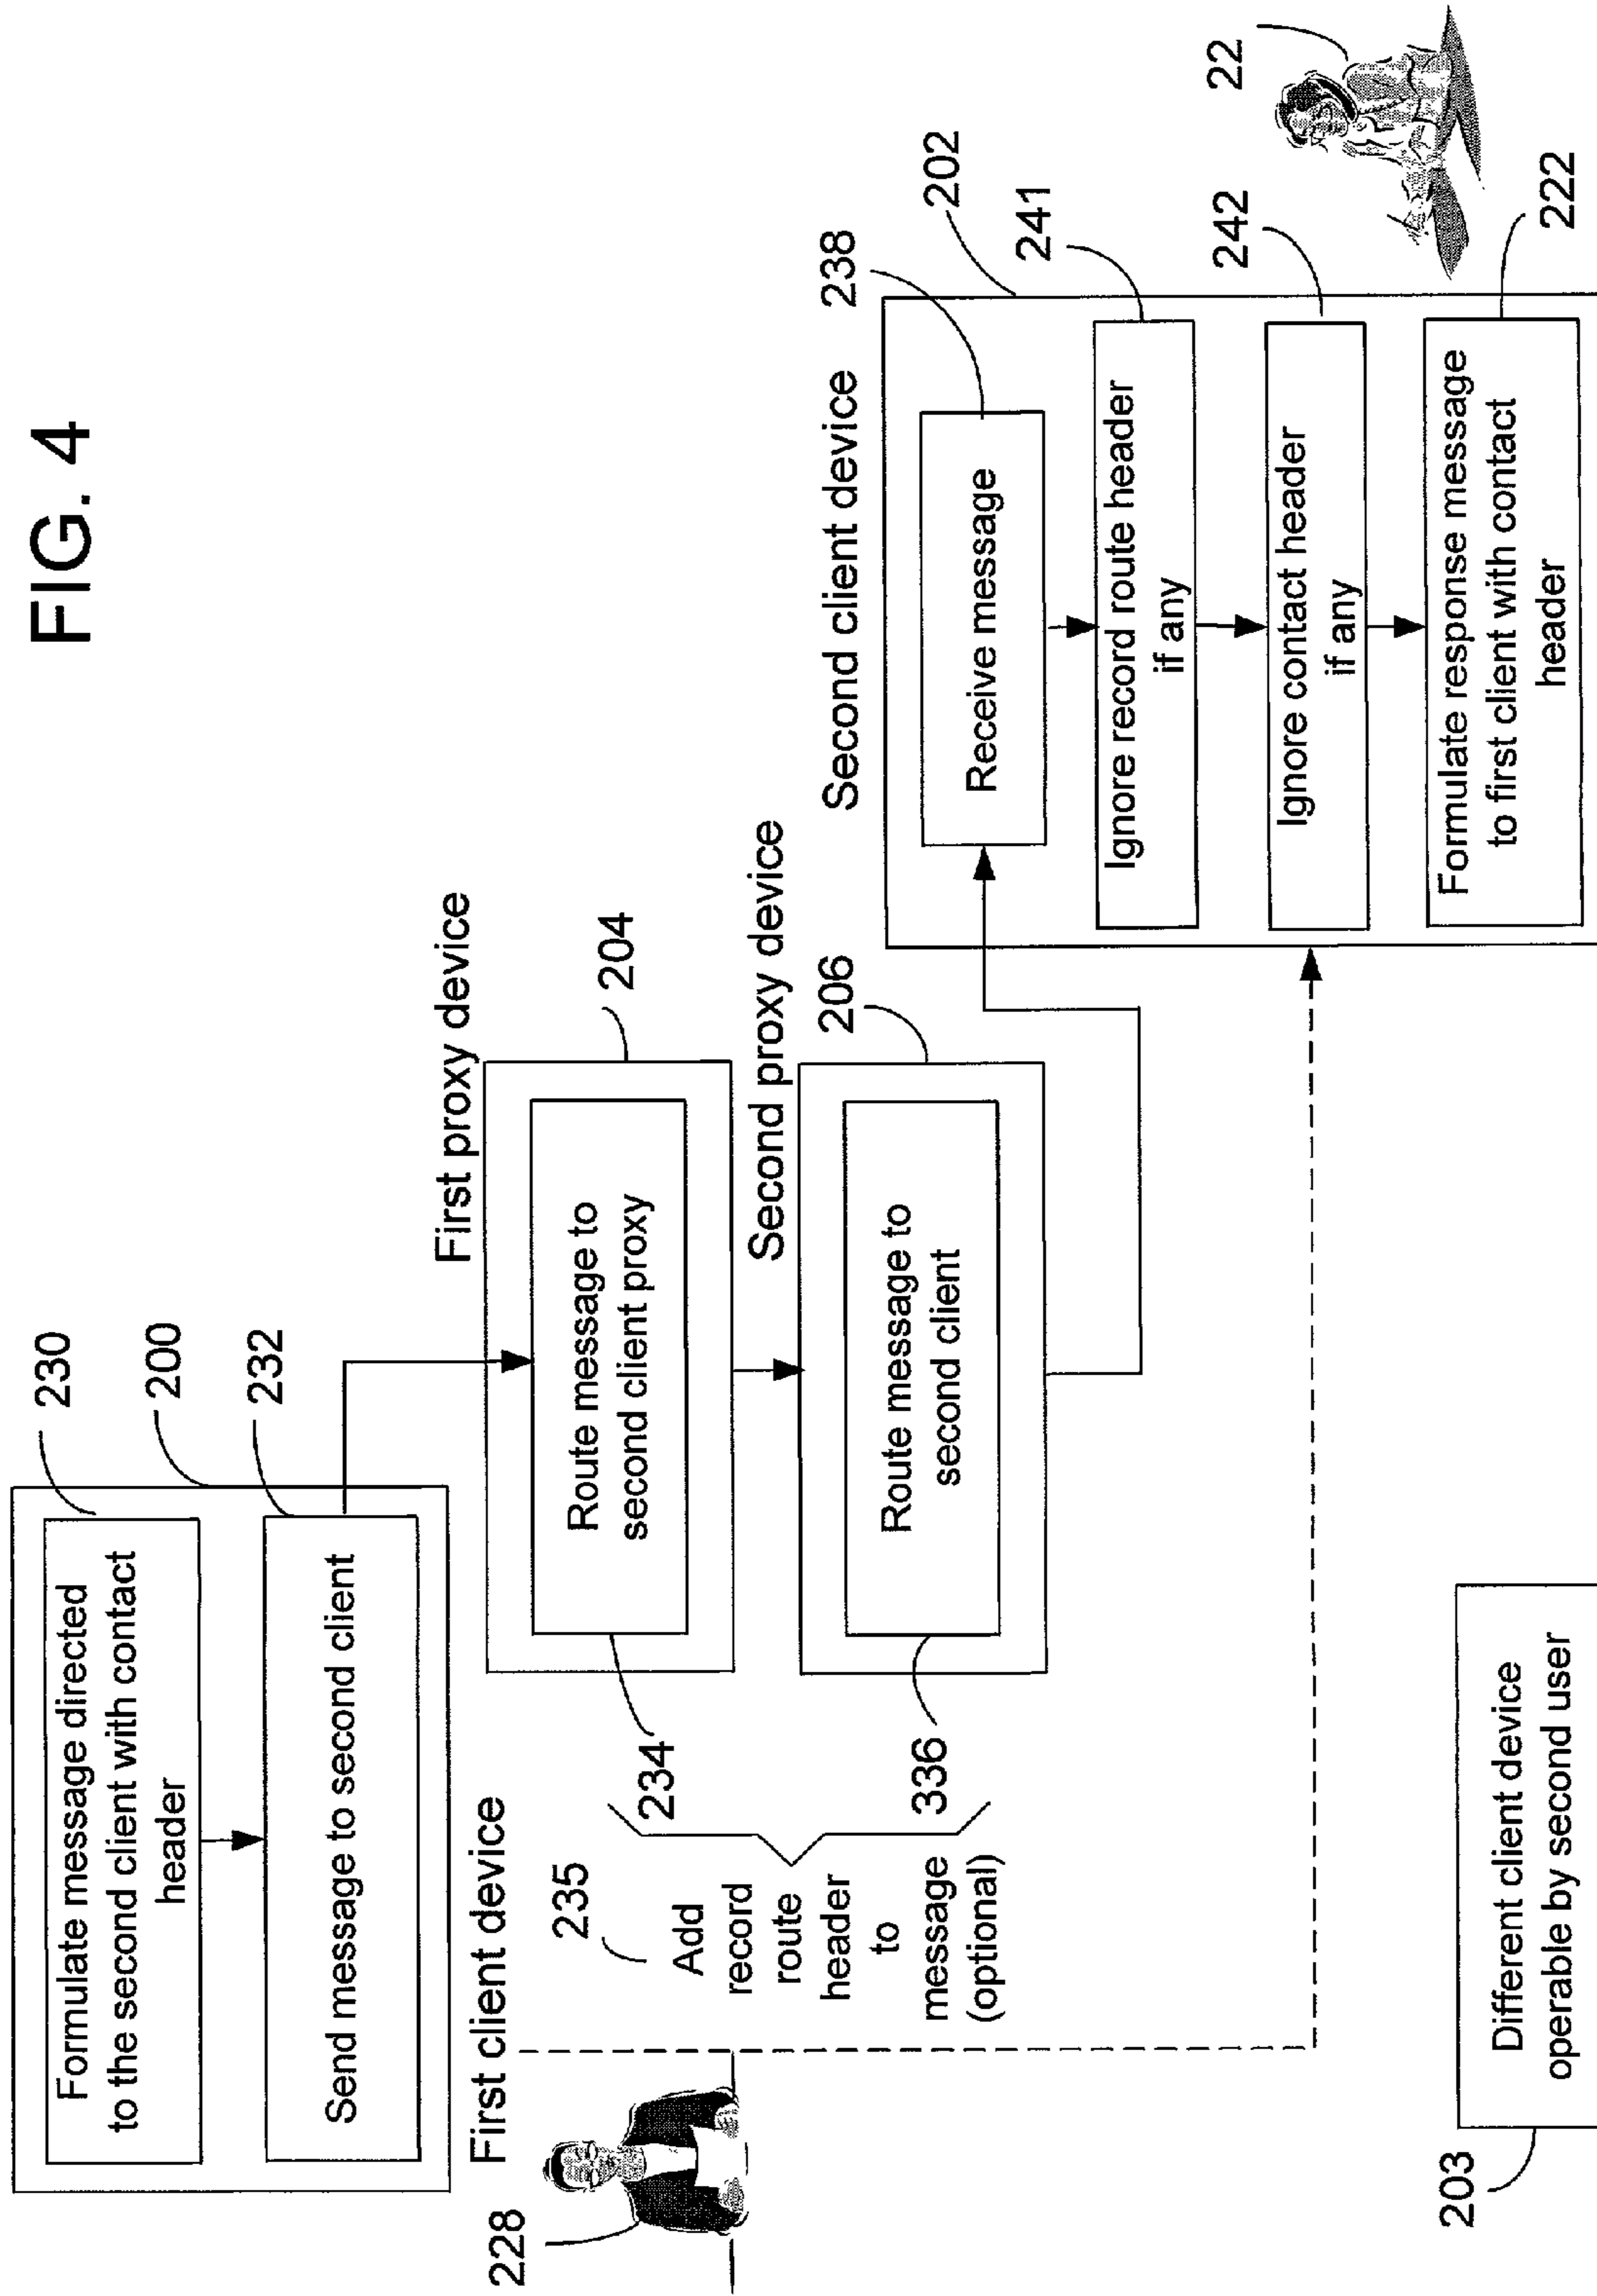 FIG. 4
230
200
232
Formulate message directed
to the second client with contact
header
Send message to second client
First client device
228
First proxy device
204
Route message to
second client proxy
234
Second proxy device
206
Route message to
second client
336
235
Add
record
route
header
to
message
(optional)
Second client device
238
202
241
242
22
222
Receive message
Ignore record route header
if any
Ignore contact header
if any
Formulate response message
to first client with contact
header
203
Different client device
operable by second user